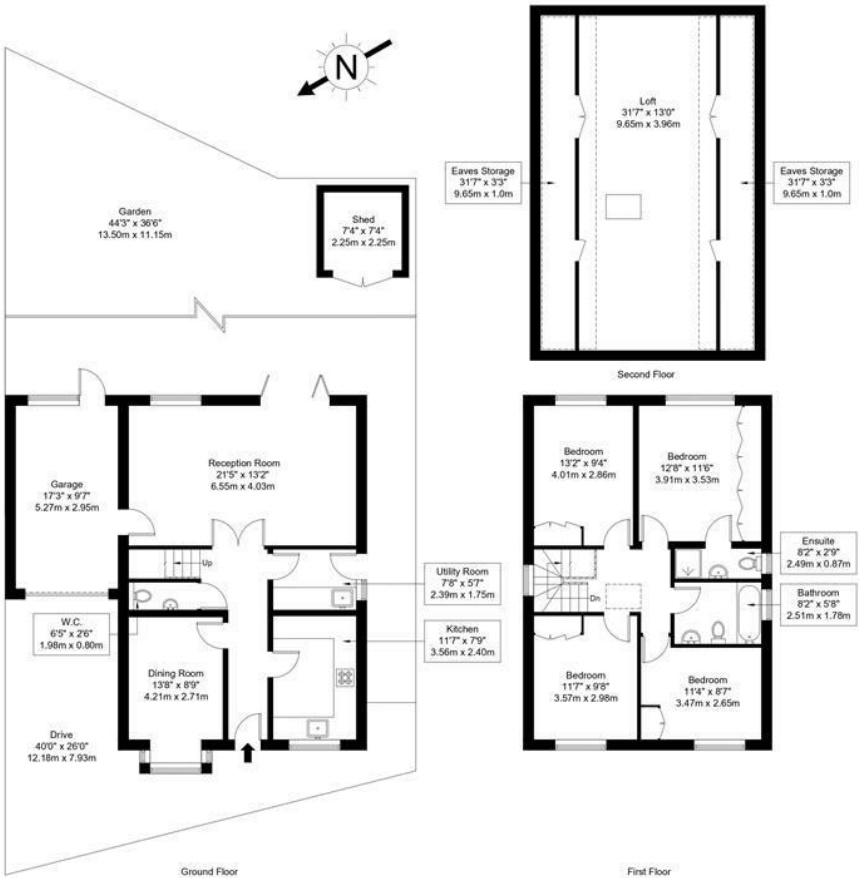 N
Garden
44'3" x 36'6"
13.50m x 11.15m
Shed
7'4" x 7'4"
2.25m x 2.25m
Garage
17'3" x 9'7"
5.27m x 2.95m
Reception Room
21'5" x 13'2"
6.55m x 4.03m
Up
Utility Room
7'8" x 5'7"
2.39m x 1.75m
W.C.
6'5" x 2'6"
1.98m x 0.80m
Kitchen
11'7" x 7'9"
3.56m x 2.40m
Dining Room
13'8" x 8'9"
4.21m x 2.71m
Drive
40'0" x 26'0"
12.18m x 7.93m
Ground Floor
Loft
31'7" x 13'0"
9.65m x 3.96m
Eaves Storage
31'7" x 3'3"
9.65m x 1.0m
Eaves Storage
31'7" x 3'3"
9.65m x 1.0m
Second Floor
Bedroom
13'2" x 9'4"
4.01m x 2.86m
Bedroom
12'8" x 11'6"
3.91m x 3.53m
Ensuite
8'2" x 2'9"
2.49m x 0.87m
Bathroom
8'2" x 5'8"
2.51m x 1.78m
Dn
Bedroom
11'7" x 9'8"
3.57m x 2.98m
Bedroom
11'4" x 8'7"
3.47m x 2.65m
First Floor